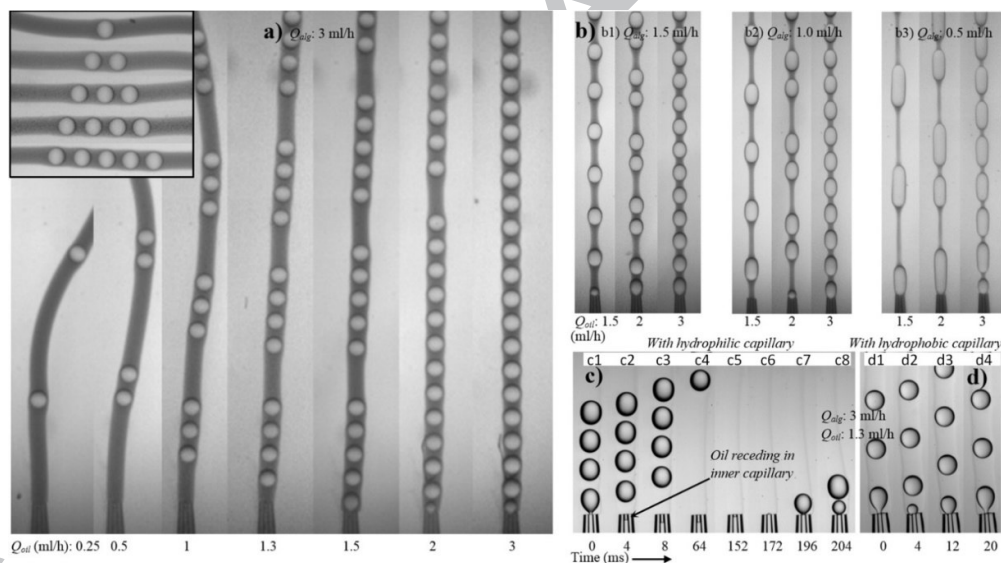 a) Q_alg: 3 ml/h
Q_oil (ml/h): 0.25 0.5 1 1.3 1.5 2 3
b) b1) Q_alg: 1.5 ml/h b2) Q_alg: 1.0 ml/h b3) Q_alg: 0.5 ml/h
Q_oil: 1.5 2 3 1.5 2 3 1.5 2 3
(ml/h)
With hydrophilic capillary With hydrophobic capillary
c1 c2 c3 c4 c5 c6 c7 c8 d1 d2 d3 d4
c) d)
Q_alg: 3 ml/h
Q_oil: 1.3 ml/h
Oil receding in
inner capillary
0 4 8 64 152 172 196 204 0 4 12 20
Time (ms)